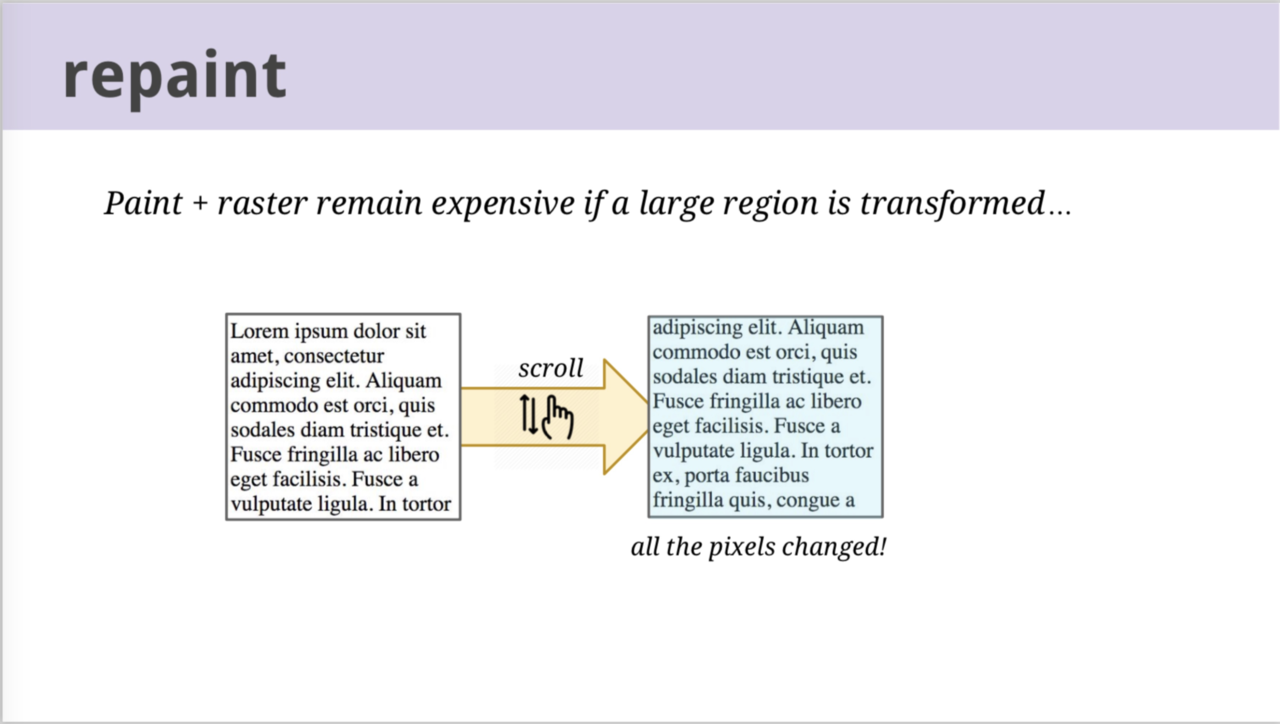 repaint
Paint + raster remain expensive if a large region is transformed…
Lorem ipsum dolor sit
amet, consectetur
adipiscing elit. Aliquam
commodo est orci, quis
sodales diam tristique et.
Fusce fringilla ac libero
eget facilisis. Fusce a
vulputate ligula. In tortor
scroll
adipiscing elit. Aliquam
commodo est orci, quis
sodales diam tristique et.
Fusce fringilla ac libero
eget facilisis. Fusce a
vulputate ligula. In tortor
ex, porta faucibus
fringilla quis, congue a
all the pixels changed!